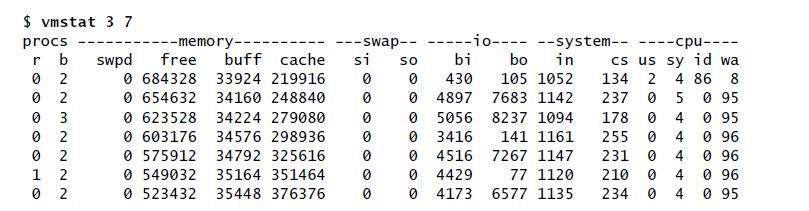 $ vmstat 3 7
procs -----------memory---------- ---swap-- -----io---- --system-- ----cpu----
 r  b   swpd   free   buff  cache   si   so    bi    bo   in    cs us sy id wa
 0  2      0 684328  33924 219916    0    0   430   105 1052   134  2  4 86  8
 0  2      0 654632  34160 248840    0    0  4897  7683 1142   237  0  5  0 95
 0  3      0 623528  34224 279080    0    0  5056  8237 1094   178  0  4  0 95
 0  2      0 603176  34576 298936    0    0  3416   141 1161   255  0  4  0 96
 0  2      0 575912  34792 325616    0    0  4516  7267 1147   231  0  4  0 96
 1  2      0 549032  35164 351464    0    0  4429    77 1120   210  0  4  0 96
 0  2      0 523432  35448 376376    0    0  4173  6577 1135   234  0  4  0 95